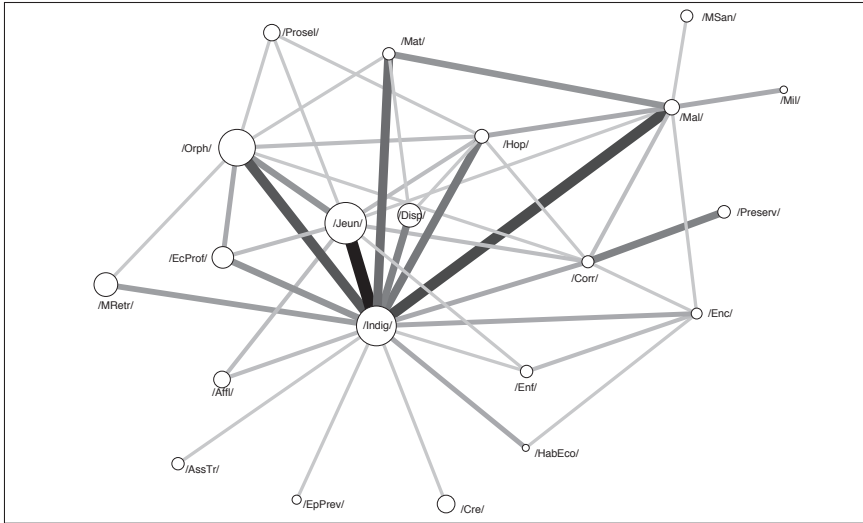 /MSan/
/Prosel/
/Mat/
/Mil/
/Mal/
/Hop/
/Orph/
/Preserv/
/Disp/
/Jeun/
/EcProf/
/Corr/
/MRetr/
/Enc/
/Indig/
/Enf/
/Affl/
/HabEco/
/AssTr/
/EpPrev/
/Cre/